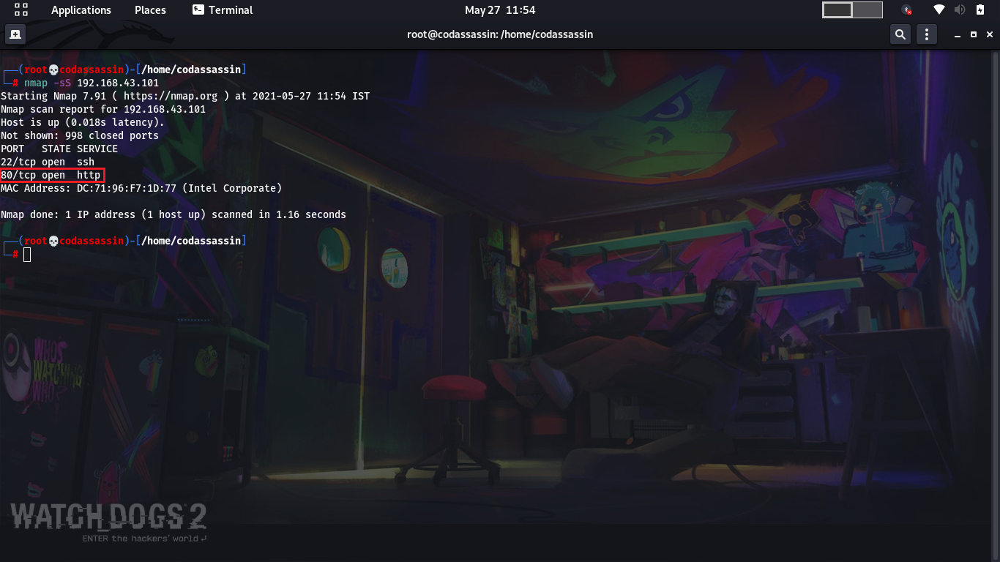 Applications Places Terminal May 27 11:54
root@codassassin: /home/codassassin
┌──(root💀codassassin)-[/home/codassassin]
└─# nmap -sS 192.168.43.101
Starting Nmap 7.91 ( https://nmap.org ) at 2021-05-27 11:54 IST
Nmap scan report for 192.168.43.101
Host is up (0.018s latency).
Not shown: 998 closed ports
PORT   STATE SERVICE
22/tcp open  ssh
80/tcp open  http
MAC Address: DC:71:96:F7:1D:77 (Intel Corporate)
Nmap done: 1 IP address (1 host up) scanned in 1.16 seconds
┌──(root💀codassassin)-[/home/codassassin]
└─#
WHOS
WATCHING
WHO?
WATCH_DOGS 2
ENTER the hackers' world